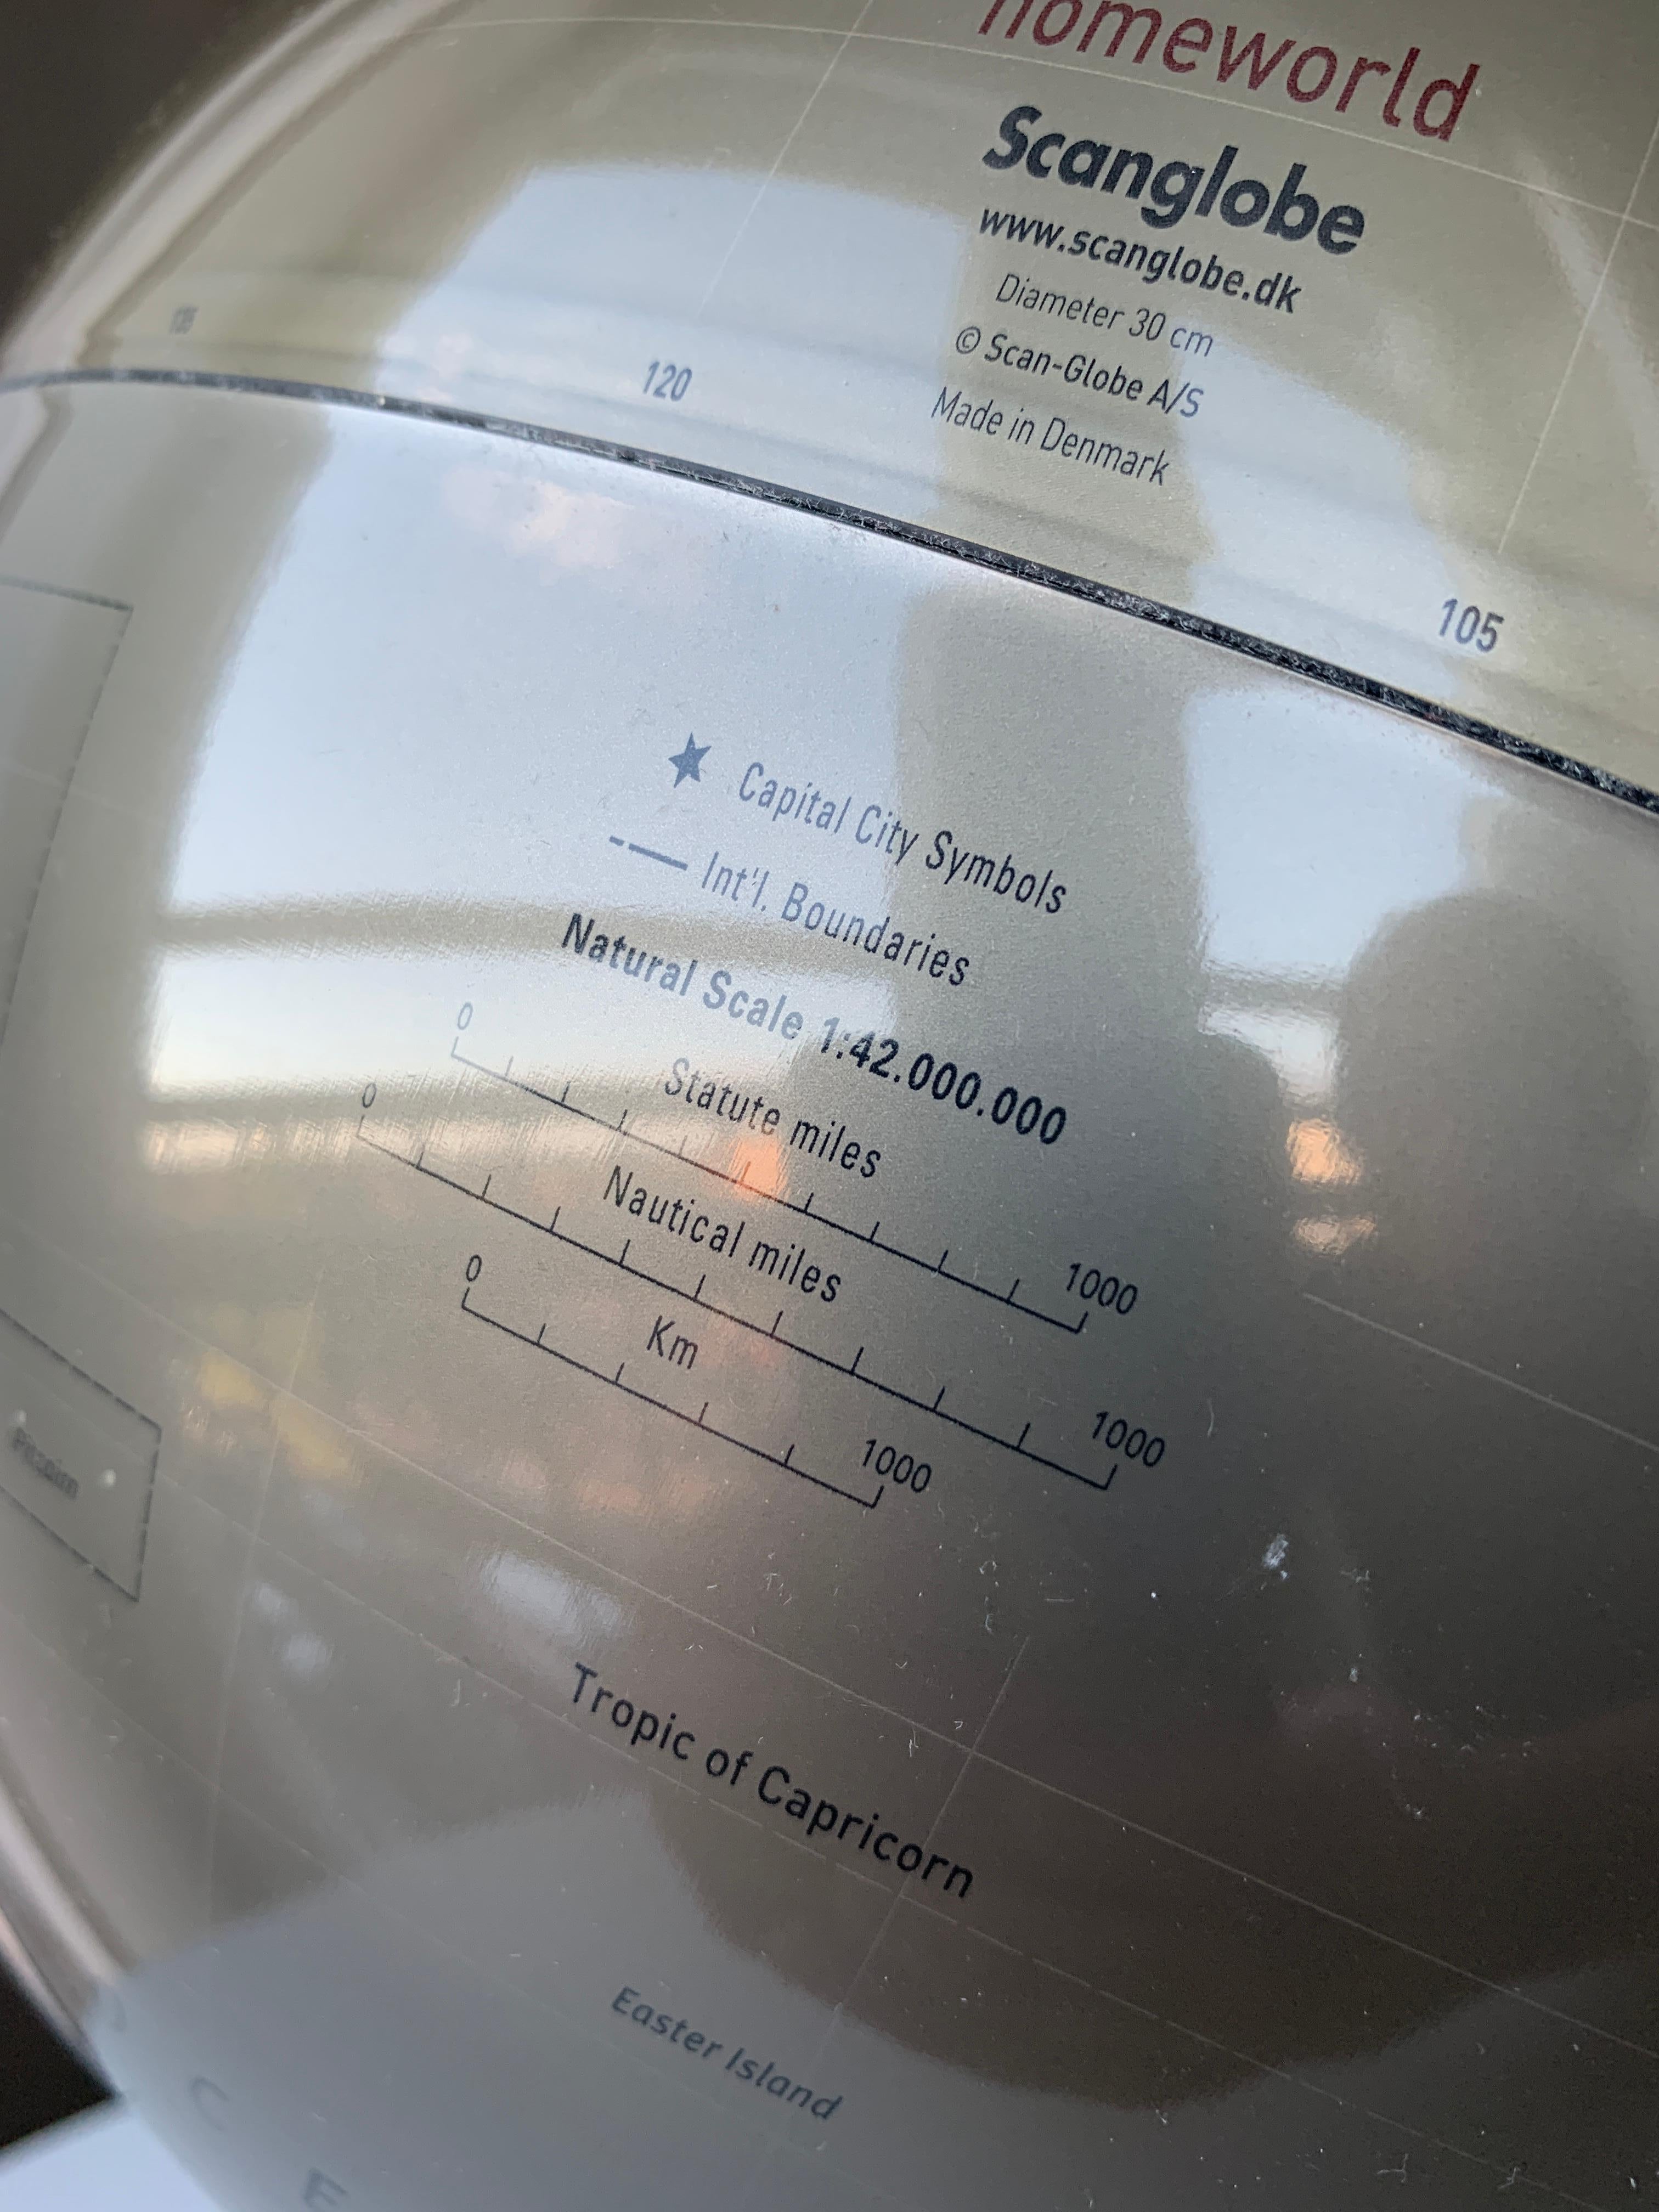 homeworld
Scanglobe
www.scanglobe.dk
Diameter 30 cm
© Scan-Globe A/S
Made in Denmark
135
120
105
Capital City Symbols
Int'l. Boundaries
Natural Scale 1:42.000.000
Statute miles
0 1000
Nautical miles
0 1000
Km
0 1000
Pitcairn
Tropic of Capricorn
Easter Island
C
E